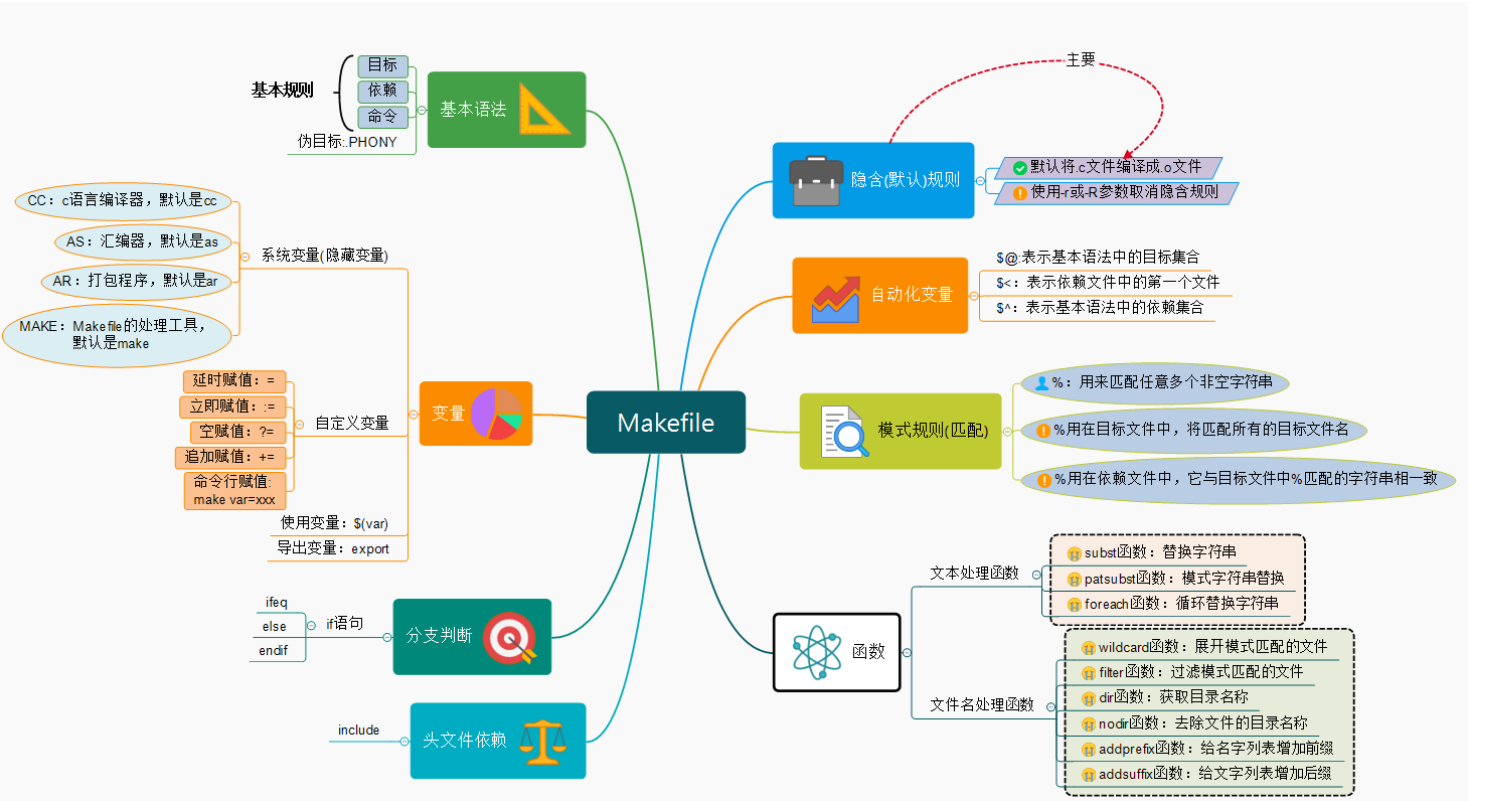 Makefile
基本语法
基本规则
目标
依赖
命令
伪目标:.PHONY
变量
系统变量(隐藏变量)
CC：c语言编译器，默认是cc
AS：汇编器，默认是as
AR：打包程序，默认是ar
MAKE：Makefile的处理工具，
默认是make
自定义变量
延时赋值：=
立即赋值：:=
空赋值：?=
追加赋值：+=
命令行赋值:
make var=xxx
使用变量：$(var)
导出变量：export
分支判断
if语句
ifeq
else
endif
头文件依赖
include
主要
隐含(默认)规则
默认将.c文件编译成.o文件
使用-r或-R参数取消隐含规则
自动化变量
$@:表示基本语法中的目标集合
$<：表示依赖文件中的第一个文件
$^：表示基本语法中的依赖集合
模式规则(匹配)
%：用来匹配任意多个非空字符串
%用在目标文件中，将匹配所有的目标文件名
%用在依赖文件中，它与目标文件中%匹配的字符串相一致
函数
文本处理函数
subst函数：替换字符串
patsubst函数：模式字符串替换
foreach函数：循环替换字符串
文件名处理函数
wildcard函数：展开模式匹配的文件
filter函数：过滤模式匹配的文件
dir函数：获取目录名称
nodir函数：去除文件的目录名称
addprefix函数：给名字列表增加前缀
addsuffix函数：给文字列表增加后缀